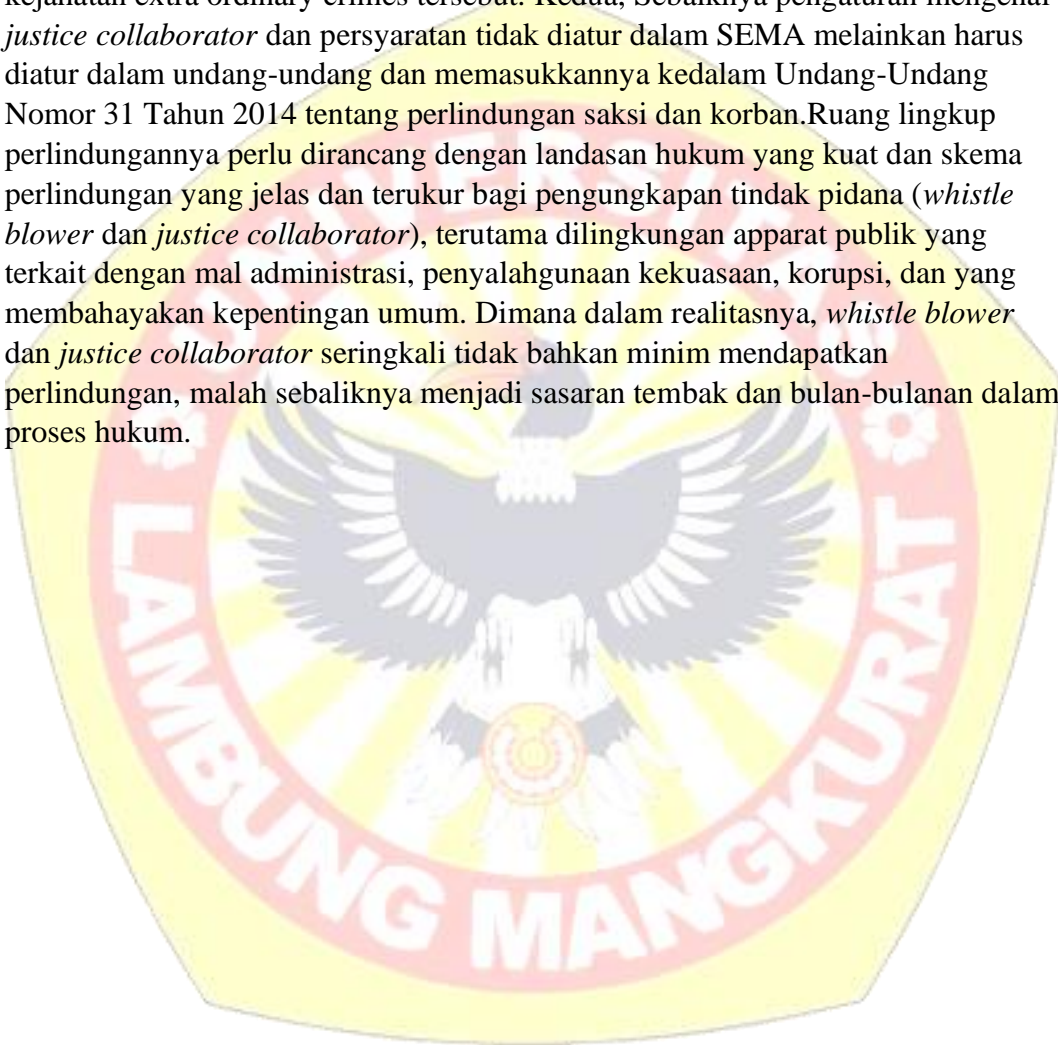 kejahatan extra ordinary crimes tersebut. Kedua, Sebaiknya pengaturan mengenai
justice collaborator dan persyaratan tidak diatur dalam SEMA melainkan harus
diatur dalam undang-undang dan memasukkannya kedalam Undang-Undang
Nomor 31 Tahun 2014 tentang perlindungan saksi dan korban.Ruang lingkup
perlindungannya perlu dirancang dengan landasan hukum yang kuat dan skema
perlindungan yang jelas dan terukur bagi pengungkapan tindak pidana (whistle
blower dan justice collaborator), terutama dilingkungan apparat publik yang
terkait dengan mal administrasi, penyalahgunaan kekuasaan, korupsi, dan yang
membahayakan kepentingan umum. Dimana dalam realitasnya, whistle blower
dan justice collaborator seringkali tidak bahkan minim mendapatkan
perlindungan, malah sebaliknya menjadi sasaran tembak dan bulan-bulanan dalam
proses hukum.
UNIVERSITAS
LAMBUNG MANGKURAT